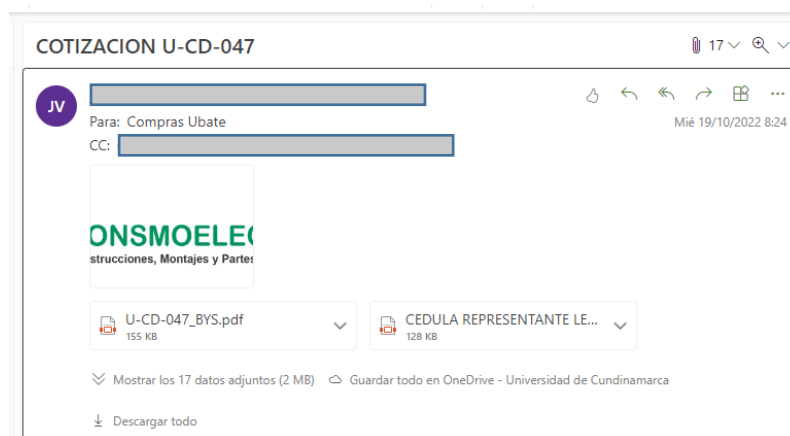 COTIZACION U-CD-047
17
JV
Para: Compras Ubate
Mié 19/10/2022 8:24
CC:
ONSMOELEC
strucciones, Montajes y Partes
U-CD-047_BYS.pdf
155 KB
CEDULA REPRESENTANTE LE...
128 KB
Mostrar los 17 datos adjuntos (2 MB)
Guardar todo en OneDrive - Universidad de Cundinamarca
Descargar todo